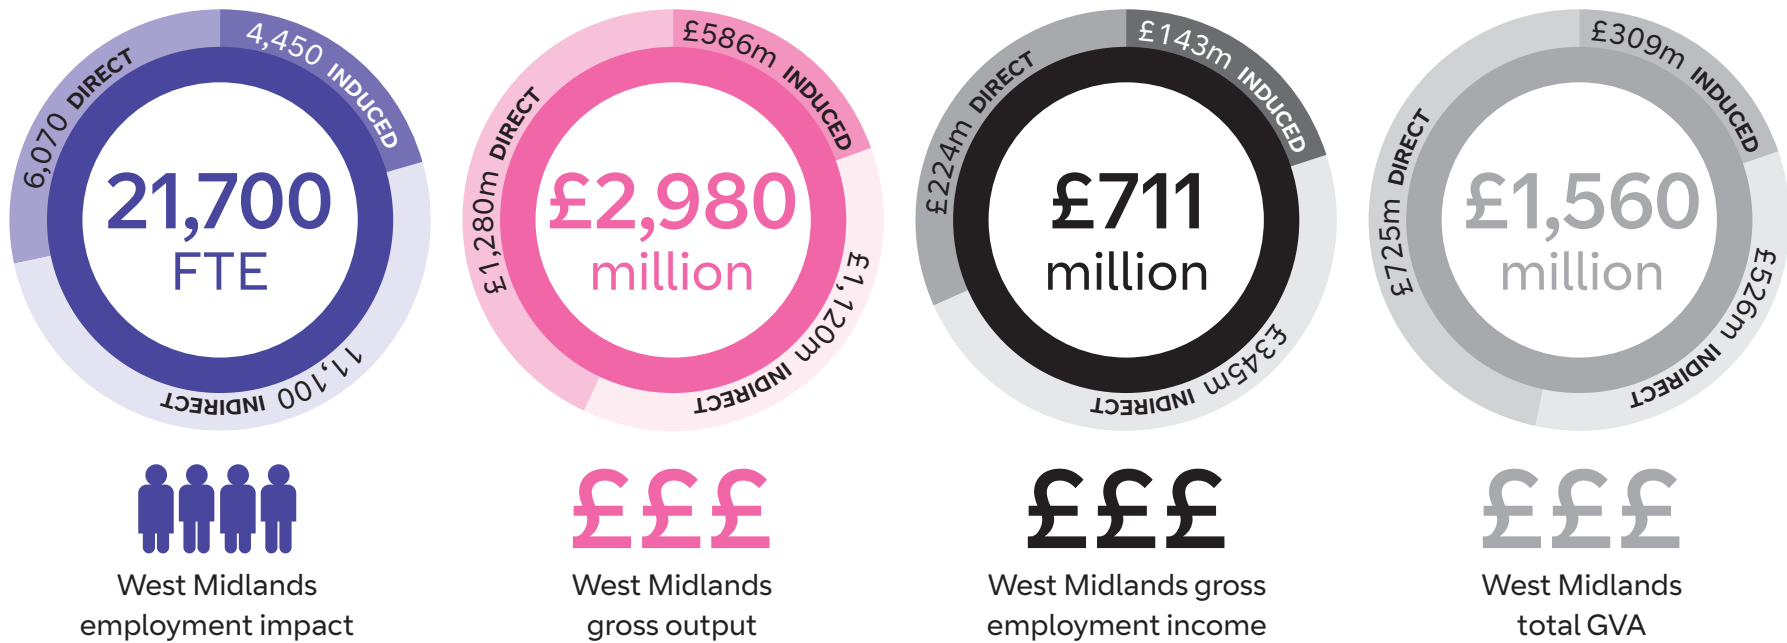 6,070 DIRECT
4,450 INDUCED
11,100 INDIRECT
21,700
FTE
West Midlands
employment impact
£1,280m DIRECT
£586m INDUCED
£1,120m INDIRECT
£2,980
million
£££
West Midlands
gross output
£224m DIRECT
£143m INDUCED
£345m INDIRECT
£711
million
£££
West Midlands gross
employment income
£725m DIRECT
£309m INDUCED
£526m INDIRECT
£1,560
million
£££
West Midlands
total GVA